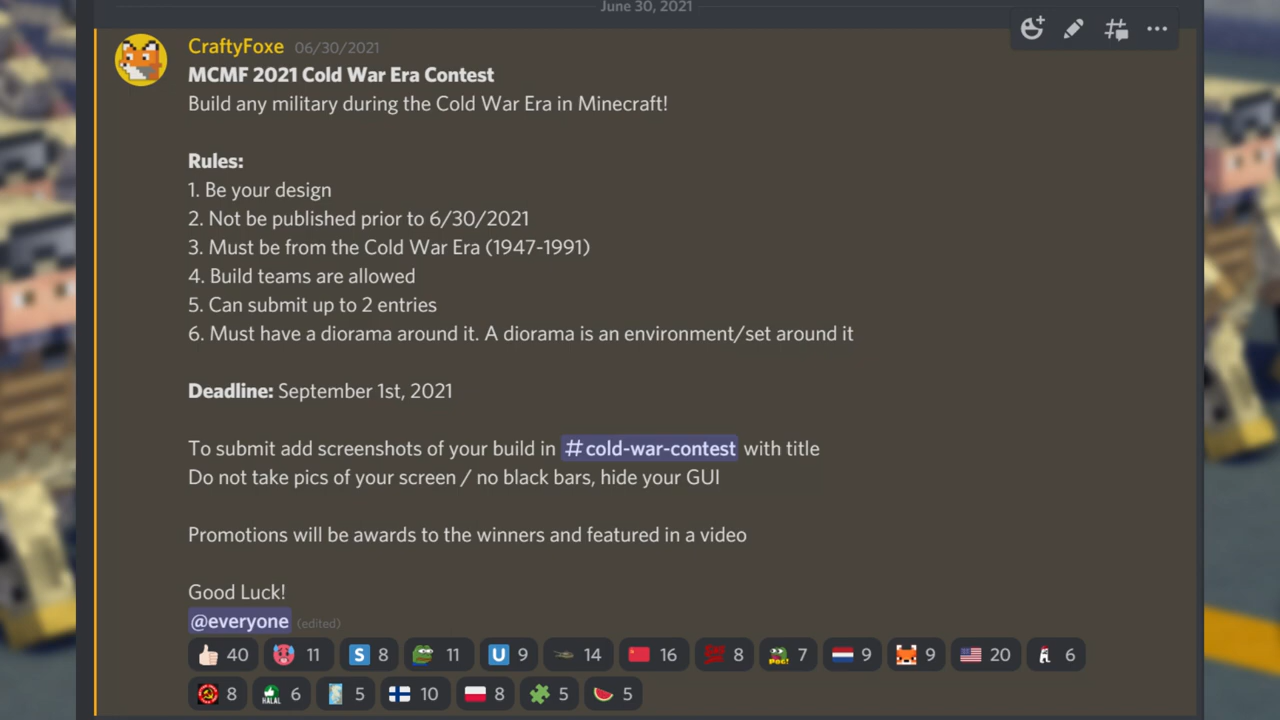 June 30, 2021
CraftyFoxe 06/30/2021
MCMF 2021 Cold War Era Contest
Build any military during the Cold War Era in Minecraft!
Rules:
1. Be your design
2. Not be published prior to 6/30/2021
3. Must be from the Cold War Era (1947-1991)
4. Build teams are allowed
5. Can submit up to 2 entries
6. Must have a diorama around it. A diorama is an environment/set around it
Deadline: September 1st, 2021
To submit add screenshots of your build in #cold-war-contest with title
Do not take pics of your screen / no black bars, hide your GUI
Promotions will be awards to the winners and featured in a video
Good Luck!
@everyone (edited)
40 11 S 8 11 U 9 14 16 8 POG! 7 9 9 20 6
8 HALAL 6 5 10 8 5 5